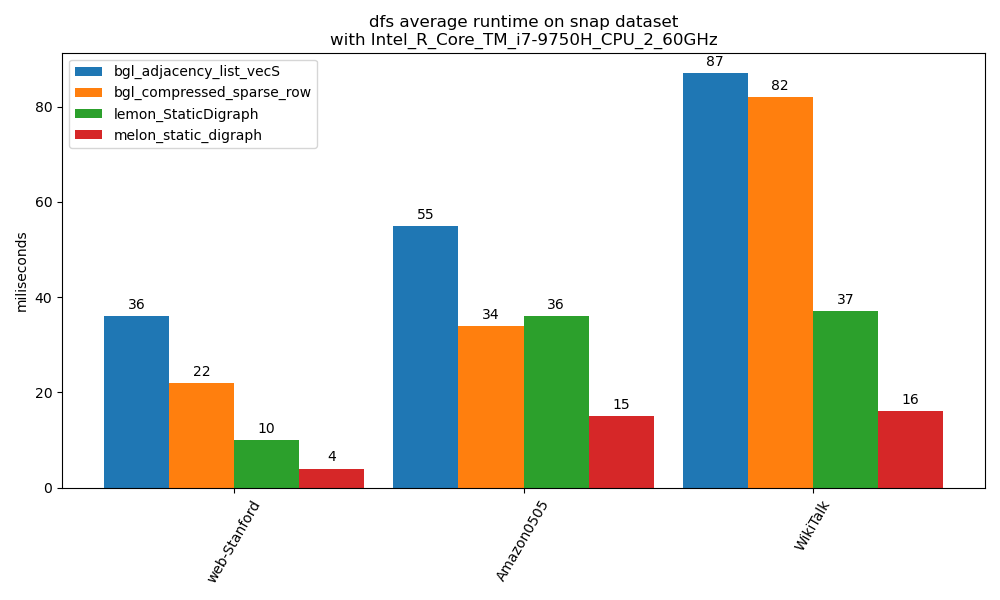 dfs average runtime on snap dataset
with Intel_R_Core_TM_i7-9750H_CPU_2_60GHz
bgl_adjacency_list_vecS
bgl_compressed_sparse_row
lemon_StaticDigraph
melon_static_digraph
miliseconds
80
60
40
20
0
36
22
10
4
55
34
36
15
87
82
37
16
web-Stanford
Amazon0505
WikiTalk